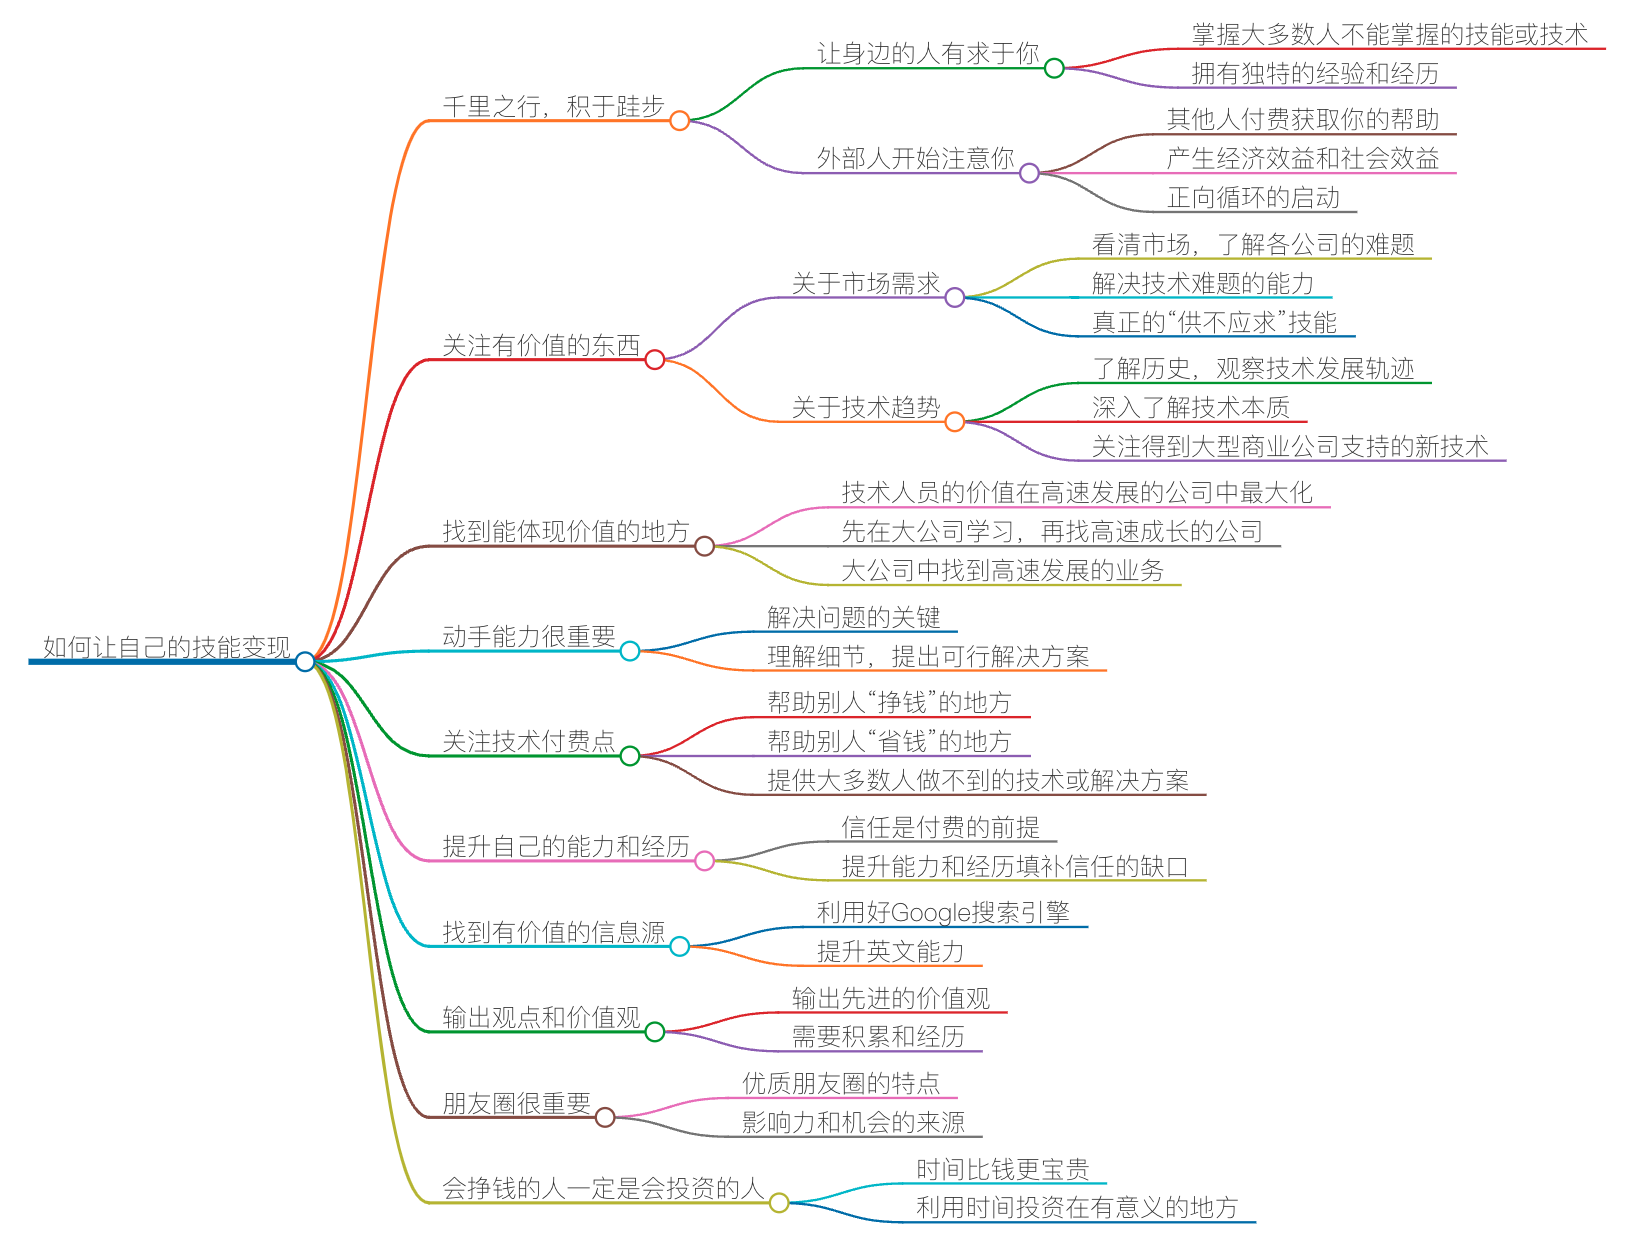 如何让自己的技能变现
千里之行，积于跬步
让身边的人有求于你
掌握大多数人不能掌握的技能或技术
拥有独特的经验和经历
外部人开始注意你
其他人付费获取你的帮助
产生经济效益和社会效益
正向循环的启动
关注有价值的东西
关于市场需求
看清市场，了解各公司的难题
解决技术难题的能力
真正的“供不应求”技能
关于技术趋势
了解历史，观察技术发展轨迹
深入了解技术本质
关注得到大型商业公司支持的新技术
找到能体现价值的地方
技术人员的价值在高速发展的公司中最大化
先在大公司学习，再找高速成长的公司
大公司中找到高速发展的业务
动手能力很重要
解决问题的关键
理解细节，提出可行解决方案
关注技术付费点
帮助别人“挣钱”的地方
帮助别人“省钱”的地方
提供大多数人做不到的技术或解决方案
提升自己的能力和经历
信任是付费的前提
提升能力和经历填补信任的缺口
找到有价值的信息源
利用好Google搜索引擎
提升英文能力
输出观点和价值观
输出先进的价值观
需要积累和经历
朋友圈很重要
优质朋友圈的特点
影响力和机会的来源
会挣钱的人一定是会投资的人
时间比钱更宝贵
利用时间投资在有意义的地方